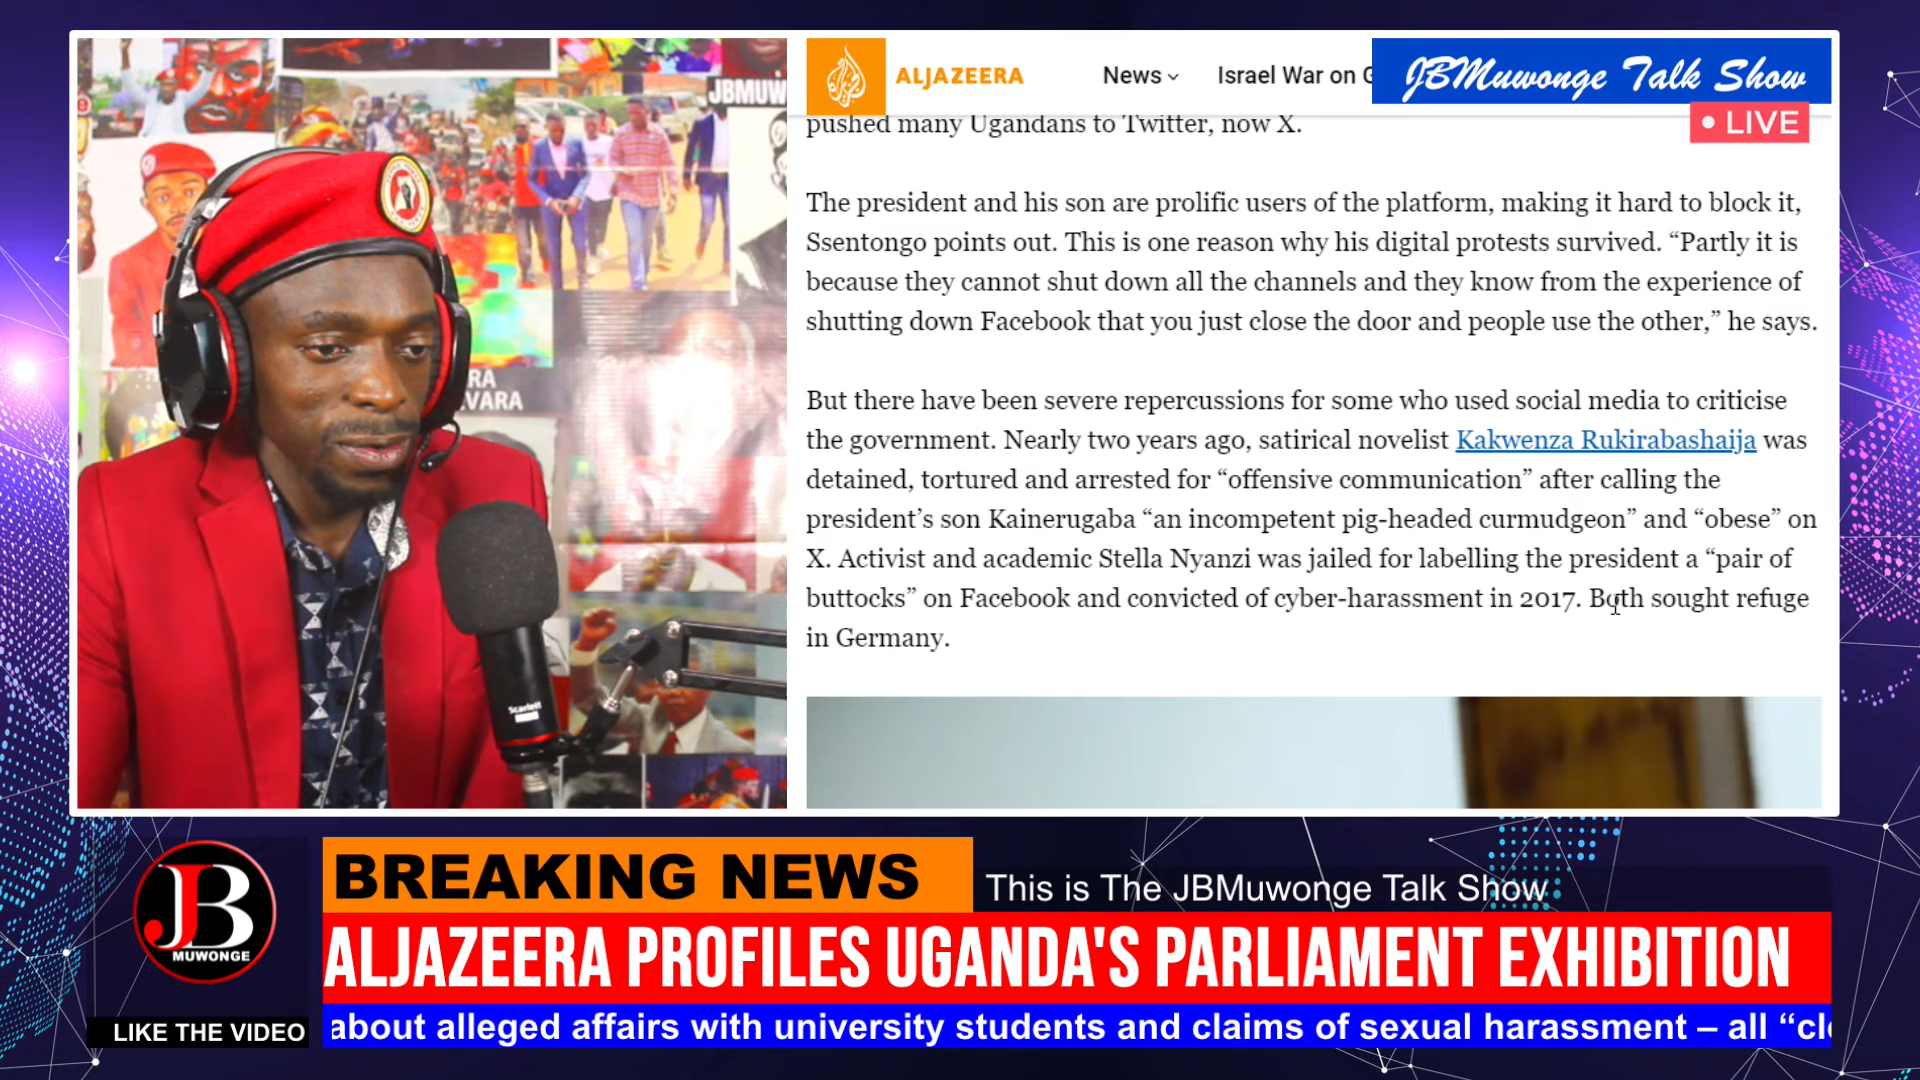 JBMUW
RA
EVARA
Scarlett
ALJAZEERA
News
Israel War on G
JBMuwonge Talk Show
LIVE
pushed many Ugandans to Twitter, now X.
The president and his son are prolific users of the platform, making it hard to block it,
Ssentongo points out. This is one reason why his digital protests survived. “Partly it is
because they cannot shut down all the channels and they know from the experience of
shutting down Facebook that you just close the door and people use the other,” he says.
But there have been severe repercussions for some who used social media to criticise
the government. Nearly two years ago, satirical novelist Kakwenza Rukirabashaija was
detained, tortured and arrested for “offensive communication” after calling the
president’s son Kainerugaba “an incompetent pig-headed curmudgeon” and “obese” on
X. Activist and academic Stella Nyanzi was jailed for labelling the president a “pair of
buttocks” on Facebook and convicted of cyber-harassment in 2017. Both sought refuge
in Germany.
JB
MUWONGE
LIKE THE VIDEO
BREAKING NEWS
This is The JBMuwonge Talk Show
ALJAZEERA PROFILES UGANDA'S PARLIAMENT EXHIBITION
about alleged affairs with university students and claims of sexual harassment – all “cl